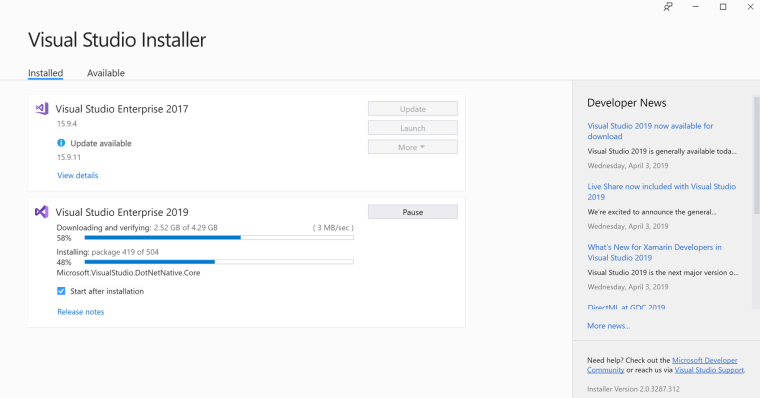 Visual Studio Installer
Installed
Available
Visual Studio Enterprise 2017
15.9.4
Update available
15.9.11
View details
Update
Launch
More
Visual Studio Enterprise 2019
Downloading and verifying: 2.52 GB of 4.29 GB
( 3 MB/sec )
58%
Installing: package 419 of 504
48%
Microsoft.VisualStudio.DotNetNative.Core
Start after installation
Release notes
Pause
Developer News
Visual Studio 2019 now available for
download
Visual Studio 2019 is generally available toda...
Wednesday, April 3, 2019
Live Share now included with Visual Studio
2019
We're excited to announce the general...
Wednesday, April 3, 2019
What's New for Xamarin Developers in
Visual Studio 2019
Visual Studio 2019 is the next major version o...
Wednesday, April 3, 2019
DirectML at GDC 2019
More news...
Need help? Check out the Microsoft Developer
Community or reach us via Visual Studio Support.
Installer Version 2.0.3287.312